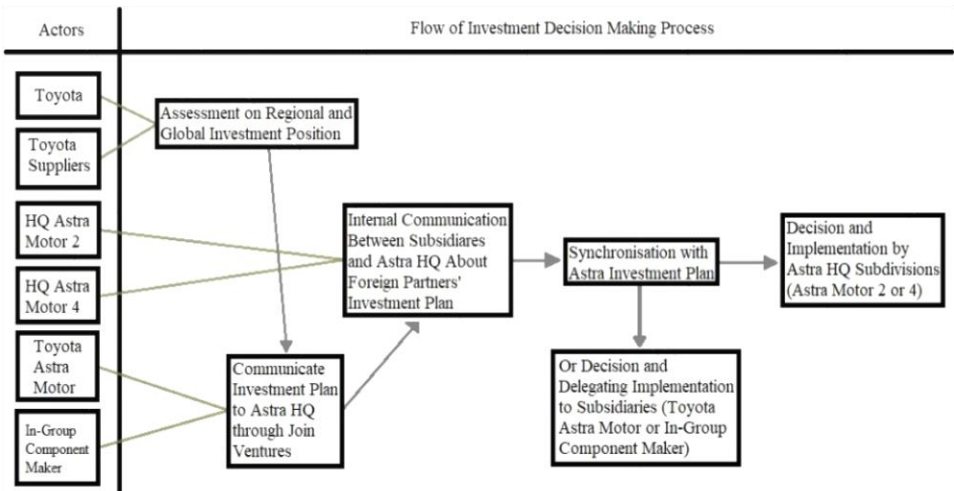 Actors
Flow of Investment Decision Making Process
Toyota
Toyota
Suppliers
HQ Astra
Motor 2
HQ Astra
Motor 4
Toyota
Astra
Motor
In-Group
Component
Maker
Assessment on Regional and
Global Investment Position
Communicate
Investment Plan
to Astra HQ
through Join
Ventures
Internal Communication
Between Subsidiares
and Astra HQ About
Foreign Partners'
Investment Plan
Synchronisation with
Astra Investment Plan
Decision and
Implementation by
Astra HQ Subdivisions
(Astra Motor 2 or 4)
Or Decision and
Delegating Implementation
to Subsidiaries (Toyota
Astra Motor or In-Group
Component Maker)